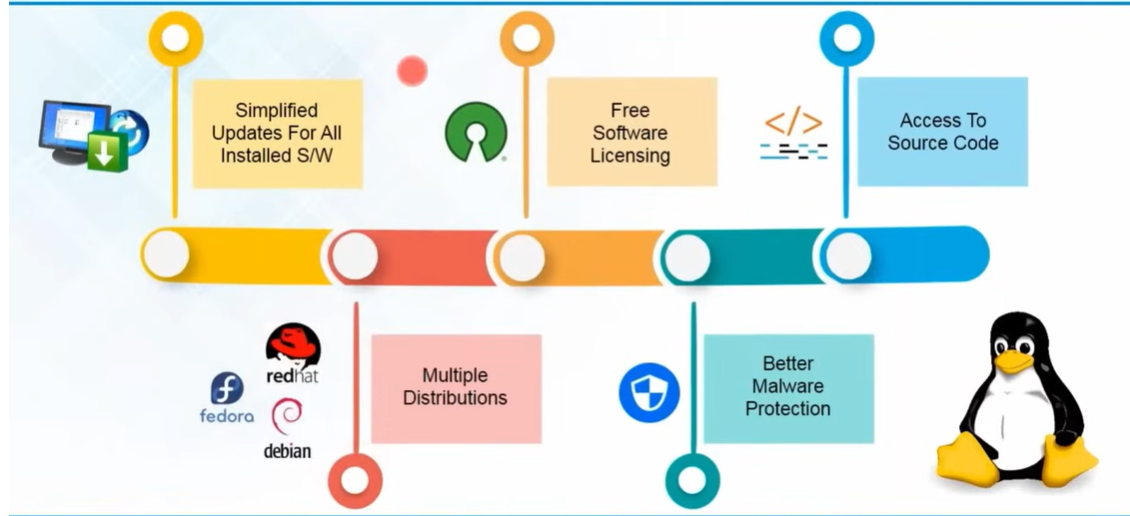 Simplified
Updates For All
Installed S/W
Free
Software
Licensing
</>
Access To
Source Code
redhat
fedora
debian
Multiple
Distributions
Better
Malware
Protection